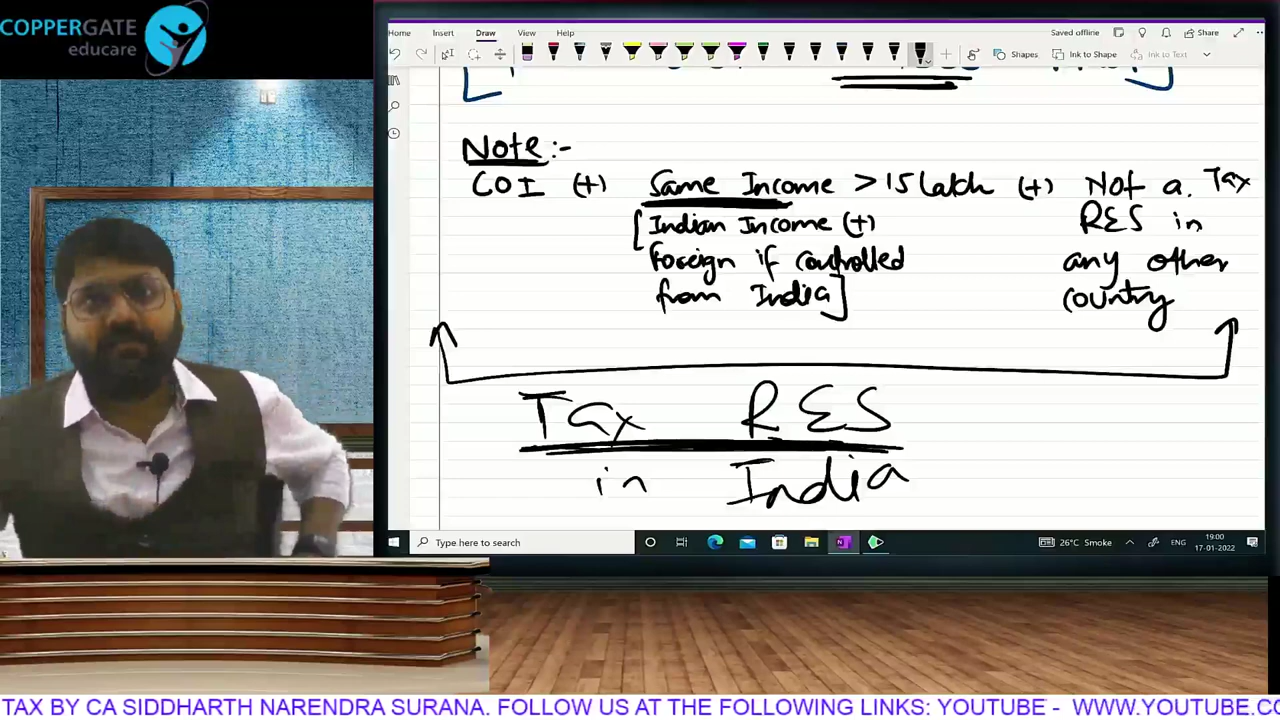 COPPERGATE
educare
Home Insert Draw View Help
Saved offline
Share
Shapes
Ink to Shape
Ink to Text
Note:-
COI (+) Same Income >15 lakh (+) Not a. Tax
[Indian Income (+) RES in
Foreign if controlled any other
from India] country
Tax RES
in India
Type here to search
26°C Smoke
ENG
19:00
17-01-2022
TAX BY CA SIDDHARTH NARENDRA SURANA. FOLLOW US AT THE FOLLOWING LINKS: YOUTUBE - WWW.YOUTUBE.CO